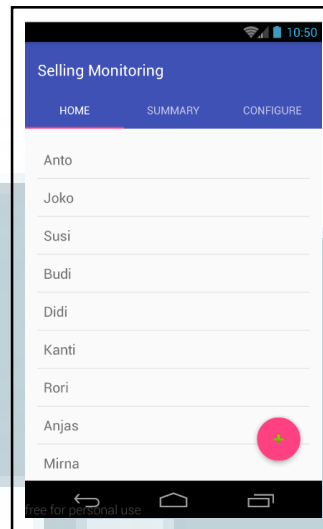 10:50
Selling Monitoring
HOME SUMMARY CONFIGURE
Anto
Joko
Susi
Budi
Didi
Kanti
Rori
Anjas
Mirna
free for personal use